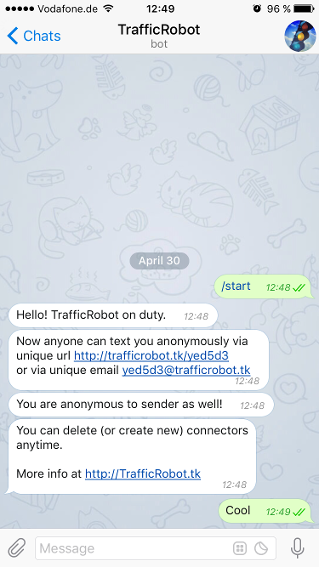 Vodafone.de 12:49 96 %
Chats TrafficRobot
bot
April 30
/start 12:48
Hello! TrafficRobot on duty. 12:48
Now anyone can text you anonymously via
unique url http://trafficrobot.tk/yed5d3
or via unique email yed5d3@trafficrobot.tk
12:48
You are anonymous to sender as well! 12:48
You can delete (or create new) connectors
anytime.
More info at http://TrafficRobot.tk
12:48
Cool 12:49
Message